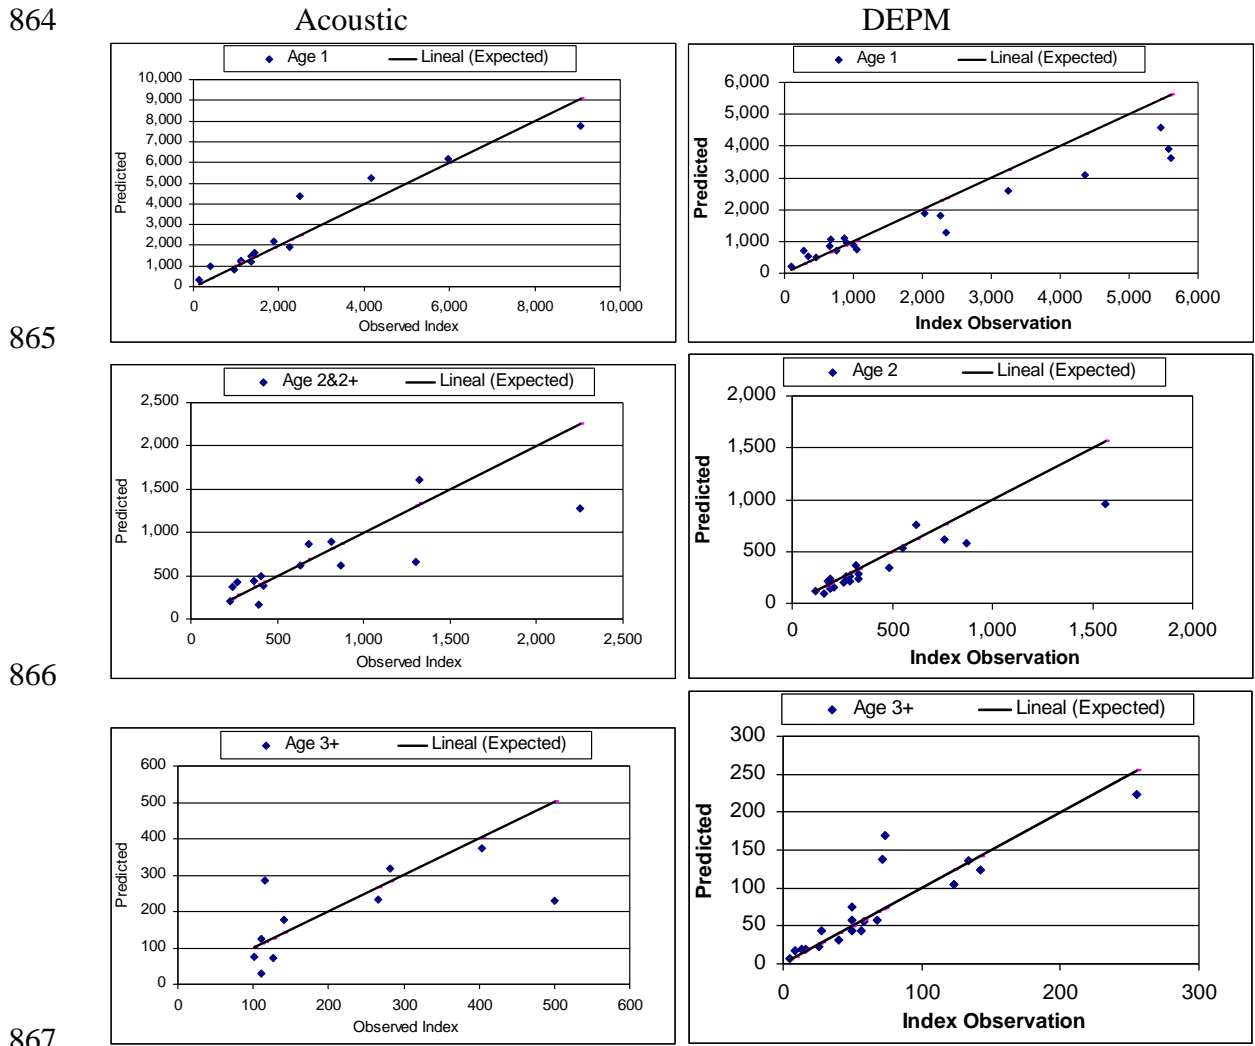 864 Acoustic DEPM
Age 1 Lineal (Expected)
10,000
9,000
8,000
7,000
6,000
5,000
4,000
3,000
2,000
1,000
0
Predicted
0 2,000 4,000 6,000 8,000 10,000
Observed Index
Age 1 Lineal (Expected)
6,000
5,000
4,000
3,000
2,000
1,000
0
Predicted
0 1,000 2,000 3,000 4,000 5,000 6,000
Index Observation
865
Age 2&2+ Lineal (Expected)
2,500
2,000
1,500
1,000
500
0
Predicted
0 500 1,000 1,500 2,000 2,500
Observed Index
Age 2 Lineal (Expected)
2,000
1,500
1,000
500
0
Predicted
0 500 1,000 1,500 2,000
Index Observation
866
Age 3+ Lineal (Expected)
600
500
400
300
200
100
0
Predicted
0 100 200 300 400 500 600
Observed Index
Age 3+ Lineal (Expected)
300
250
200
150
100
50
0
Predicted
0 100 200 300
Index Observation
867